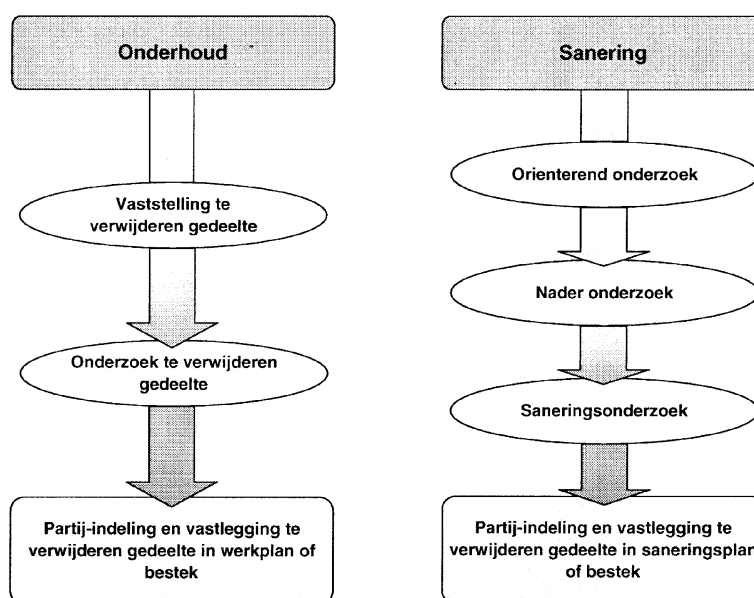 Onderhoud
Vaststelling te
verwijderen gedeelte
Onderzoek te verwijderen
gedeelte
Partij-indeling en vastlegging te
verwijderen gedeelte in werkplan of
bestek
Sanering
Orienterend onderzoek
Nader onderzoek
Saneringsonderzoek
Partij-indeling en vastlegging te
verwijderen gedeelte in saneringsplan
of bestek